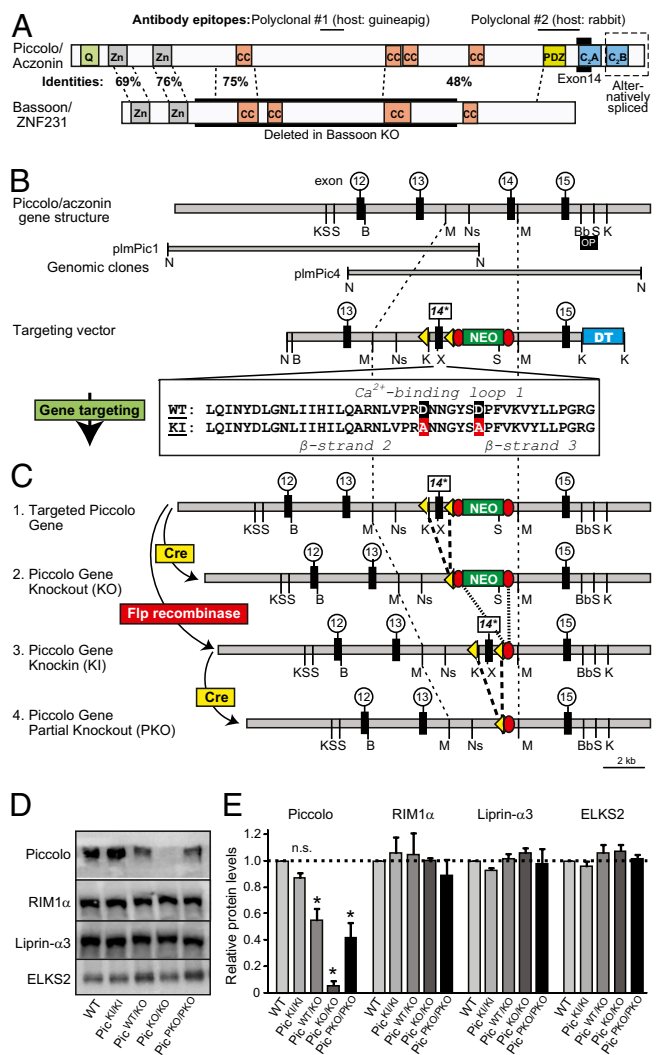 A
Antibody epitopes: Polyclonal #1 (host: guineapig) Polyclonal #2 (host: rabbit)
Piccolo/
Aczonin
Q Zn Zn CC CC CC CC PDZ C2A C2B
Exon14
Identities: 69% 76% 75% 48%
Alter-
natively
spliced
Bassoon/
ZNF231
Zn Zn CC CC CC CC
Deleted in Bassoon KO
B
exon 12 13 14 15
Piccolo/aczonin
gene structure
KSS B M Ns M Bb S K
OP
plmPic1
N N
Genomic clones
plmPic4
N N
13 14* 15
Targeting vector
NEO DT
N B M Ns K X S M K K
Gene targeting
Ca2+-binding loop 1
WT: LQINYDLGNLIIHILQARNLVPRDNNGYSDPFVKVYLLPGRG
KI: LQINYDLGNLIIHILQARNLVPRANNGYSAPFVKVYLLPGRG
β-strand 2 β-strand 3
C
12 13 14* 15
1. Targeted Piccolo
Gene
NEO
KSS B M Ns K X S M BbS K
Cre
12 13 15
2. Piccolo Gene
Knockout (KO)
NEO
KSS B M Ns S M BbS K
Flp recombinase
12 13 14* 15
3. Piccolo Gene
Knockin (KI)
KSS B M Ns K X M BbS K
Cre
12 13 15
4. Piccolo Gene
Partial Knockout (PKO)
KSS B M Ns M BbS K
2 kb
D
Piccolo
RIM1α
Liprin-α3
ELKS2
WT
Pic KI/KI
Pic WT/KO
Pic KO/KO
Pic PKO/PKO
E
Piccolo RIM1α Liprin-α3 ELKS2
Relative protein levels
1.2
1.0
0.8
0.6
0.4
0.2
0
n.s.
*
*
*
WT
Pic KI/KI
Pic WT/KO
Pic KO/KO
Pic PKO/PKO
WT
Pic KI/KI
Pic WT/KO
Pic KO/KO
Pic PKO/PKO
WT
Pic KI/KI
Pic WT/KO
Pic KO/KO
Pic PKO/PKO
WT
Pic KI/KI
Pic WT/KO
Pic KO/KO
Pic PKO/PKO